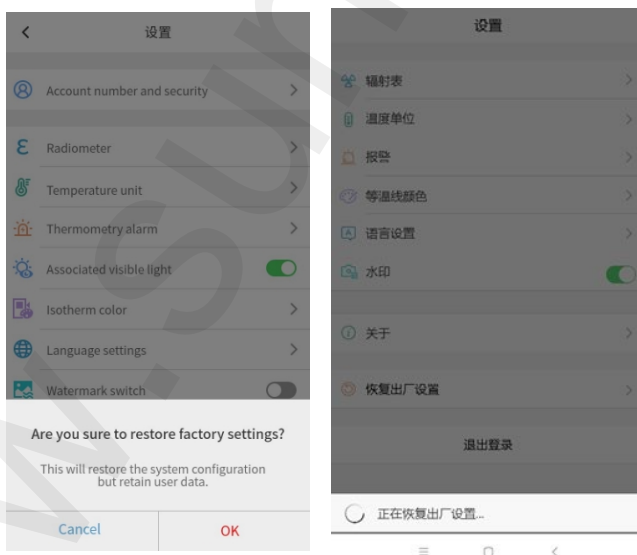 设置
Account number and security
Radiometer
Temperature unit
Thermometry alarm
Associated visible light
Isotherm color
Language settings
Watermark switch
Are you sure to restore factory settings?
This will restore the system configuration
but retain user data.
Cancel
OK
设置
辐射表
温度单位
报警
等温线颜色
语言设置
水印
关于
恢复出厂设置
退出登录
正在恢复出厂设置...